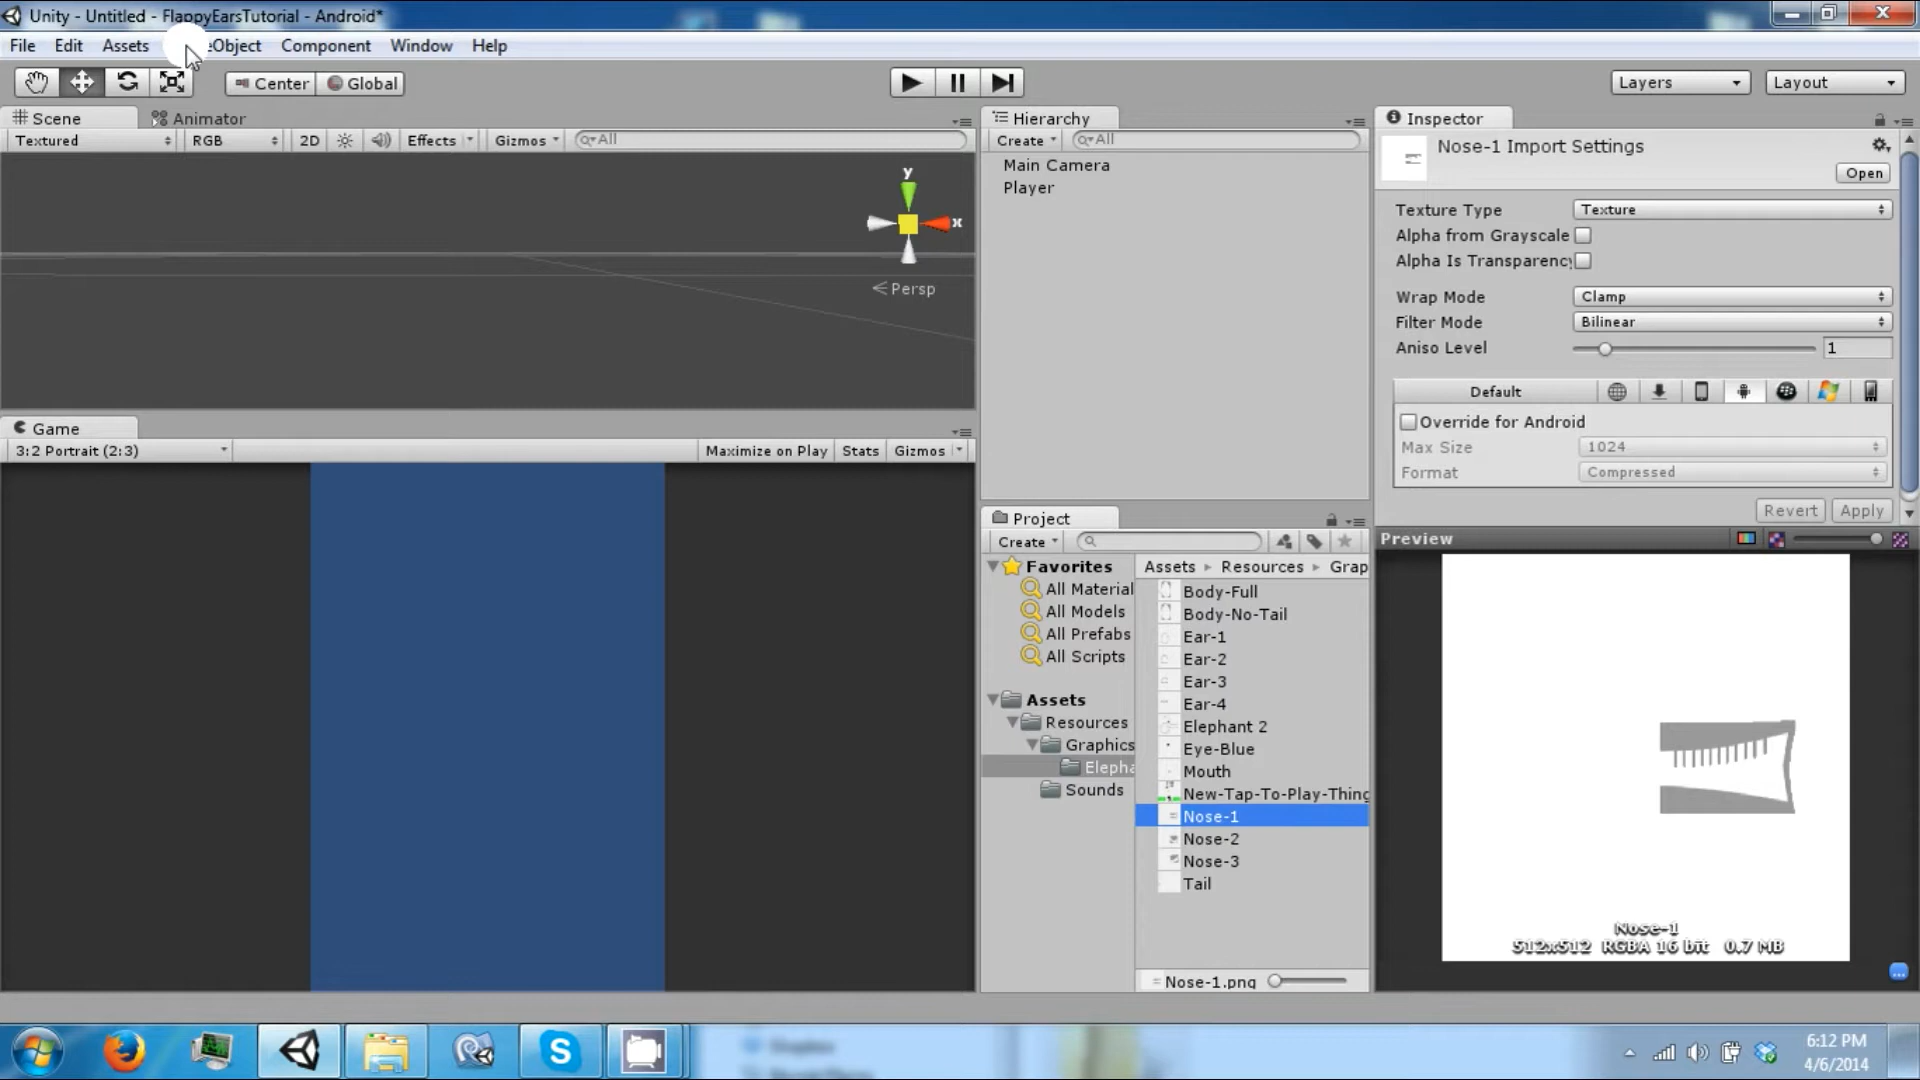 Unity - Untitled - FlappyEarsTutorial - Android*
File Edit Assets Object Component Window Help
Center Global Layers Layout
Scene Animator
Textured RGB 2D Effects Gizmos All
y
x
Persp
Game
3:2 Portrait (2:3) Maximize on Play Stats Gizmos
Hierarchy
Create All
Main Camera
Player
Project
Create
Favorites
All Material
All Models
All Prefabs
All Scripts
Assets
Resources
Graphics
Elepha
Sounds
Assets Resources Grap
Body-Full
Body-No-Tail
Ear-1
Ear-2
Ear-3
Ear-4
Elephant 2
Eye-Blue
Mouth
New-Tap-To-Play-Thing
Nose-1
Nose-2
Nose-3
Tail
Nose-1.png
Inspector
Nose-1 Import Settings
Open
Texture Type Texture
Alpha from Grayscale
Alpha Is Transparency
Wrap Mode Clamp
Filter Mode Bilinear
Aniso Level 1
Default
Override for Android
Max Size 1024
Format Compressed
Revert Apply
Preview
Nose-1
512x512 RGBA 16 bit 0.7 MB
6:12 PM
4/6/2014